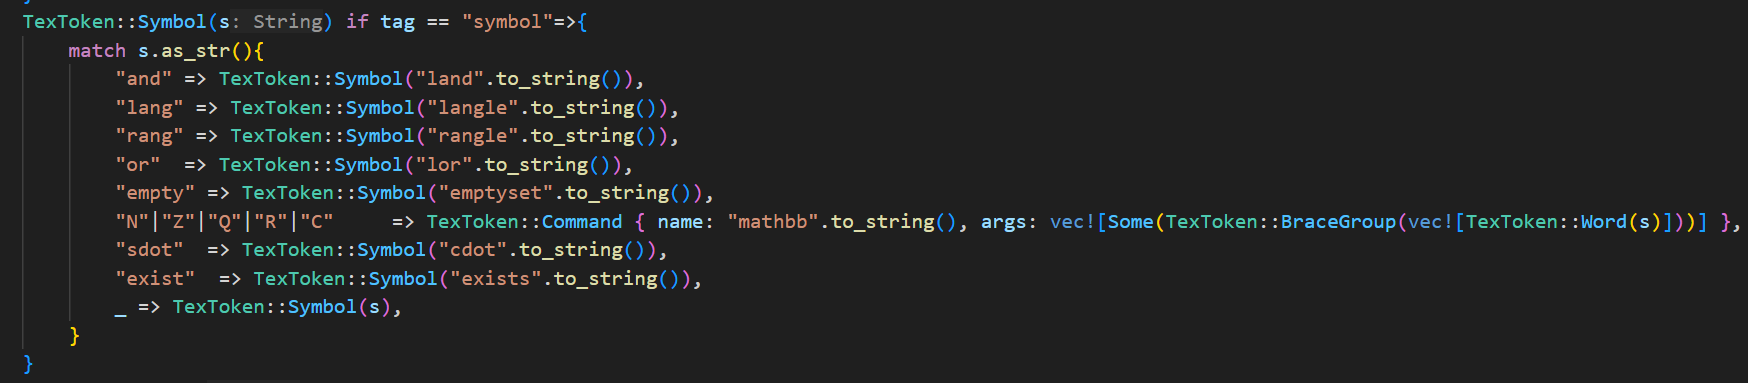 TexToken::Symbol(s: String) if tag == "symbol"=>{
    match s.as_str(){
        "and" => TexToken::Symbol("land".to_string()),
        "lang" => TexToken::Symbol("langle".to_string()),
        "rang" => TexToken::Symbol("rangle".to_string()),
        "or"  => TexToken::Symbol("lor".to_string()),
        "empty" => TexToken::Symbol("emptyset".to_string()),
        "N"|"Z"|"Q"|"R"|"C"     => TexToken::Command { name: "mathbb".to_string(), args: vec![Some(TexToken::BraceGroup(vec![TexToken::Word(s)]))] },
        "sdot"  => TexToken::Symbol("cdot".to_string()),
        "exist"  => TexToken::Symbol("exists".to_string()),
        _ => TexToken::Symbol(s),
    }
}